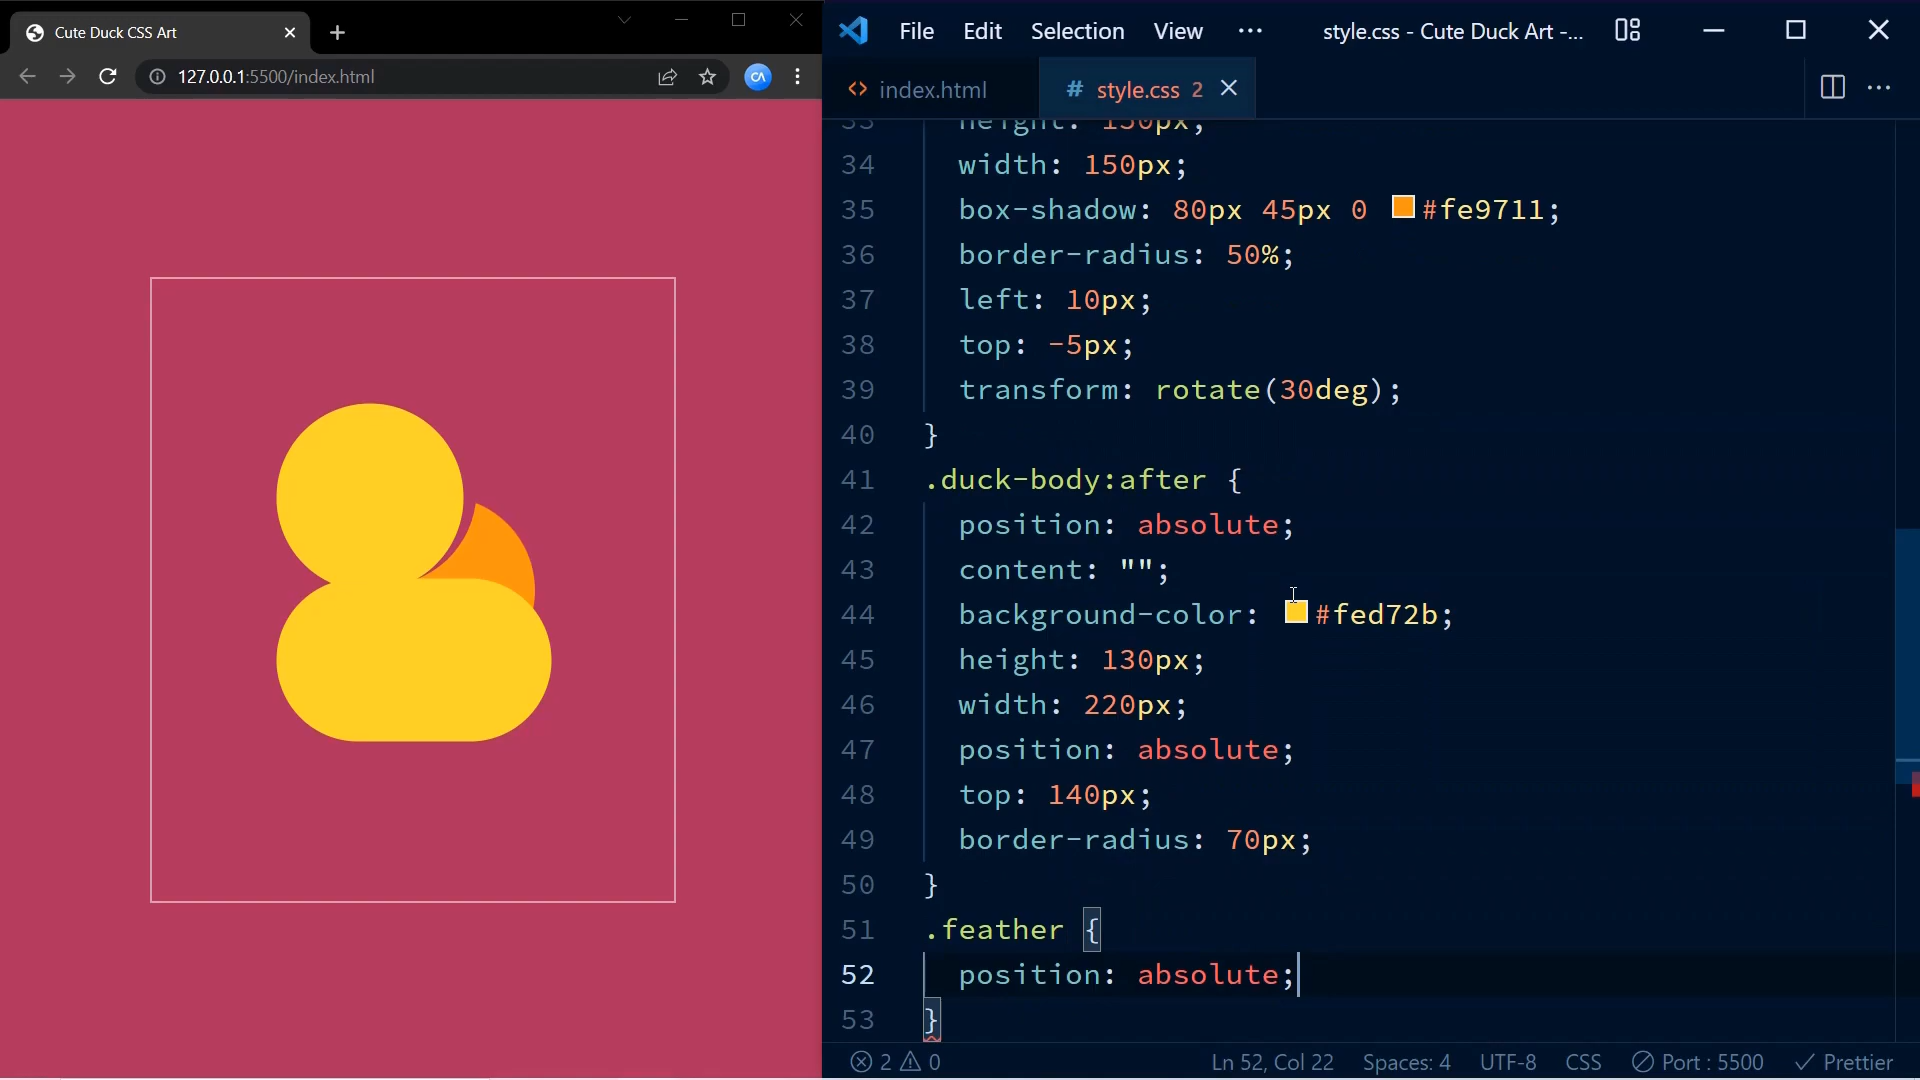 Cute Duck CSS Art
127.0.0.1:5500/index.html
File Edit Selection View ··· style.css - Cute Duck Art -...
index.html # style.css 2
33 height: 150px;
34 width: 150px;
35 box-shadow: 80px 45px 0 #fe9711;
36 border-radius: 50%;
37 left: 10px;
38 top: -5px;
39 transform: rotate(30deg);
40 }
41 .duck-body:after {
42 position: absolute;
43 content: "";
44 background-color: #fed72b;
45 height: 130px;
46 width: 220px;
47 position: absolute;
48 top: 140px;
49 border-radius: 70px;
50 }
51 .feather {
52 position: absolute;
53 }
2 0 Ln 52, Col 22 Spaces: 4 UTF-8 CSS Port : 5500 Prettier